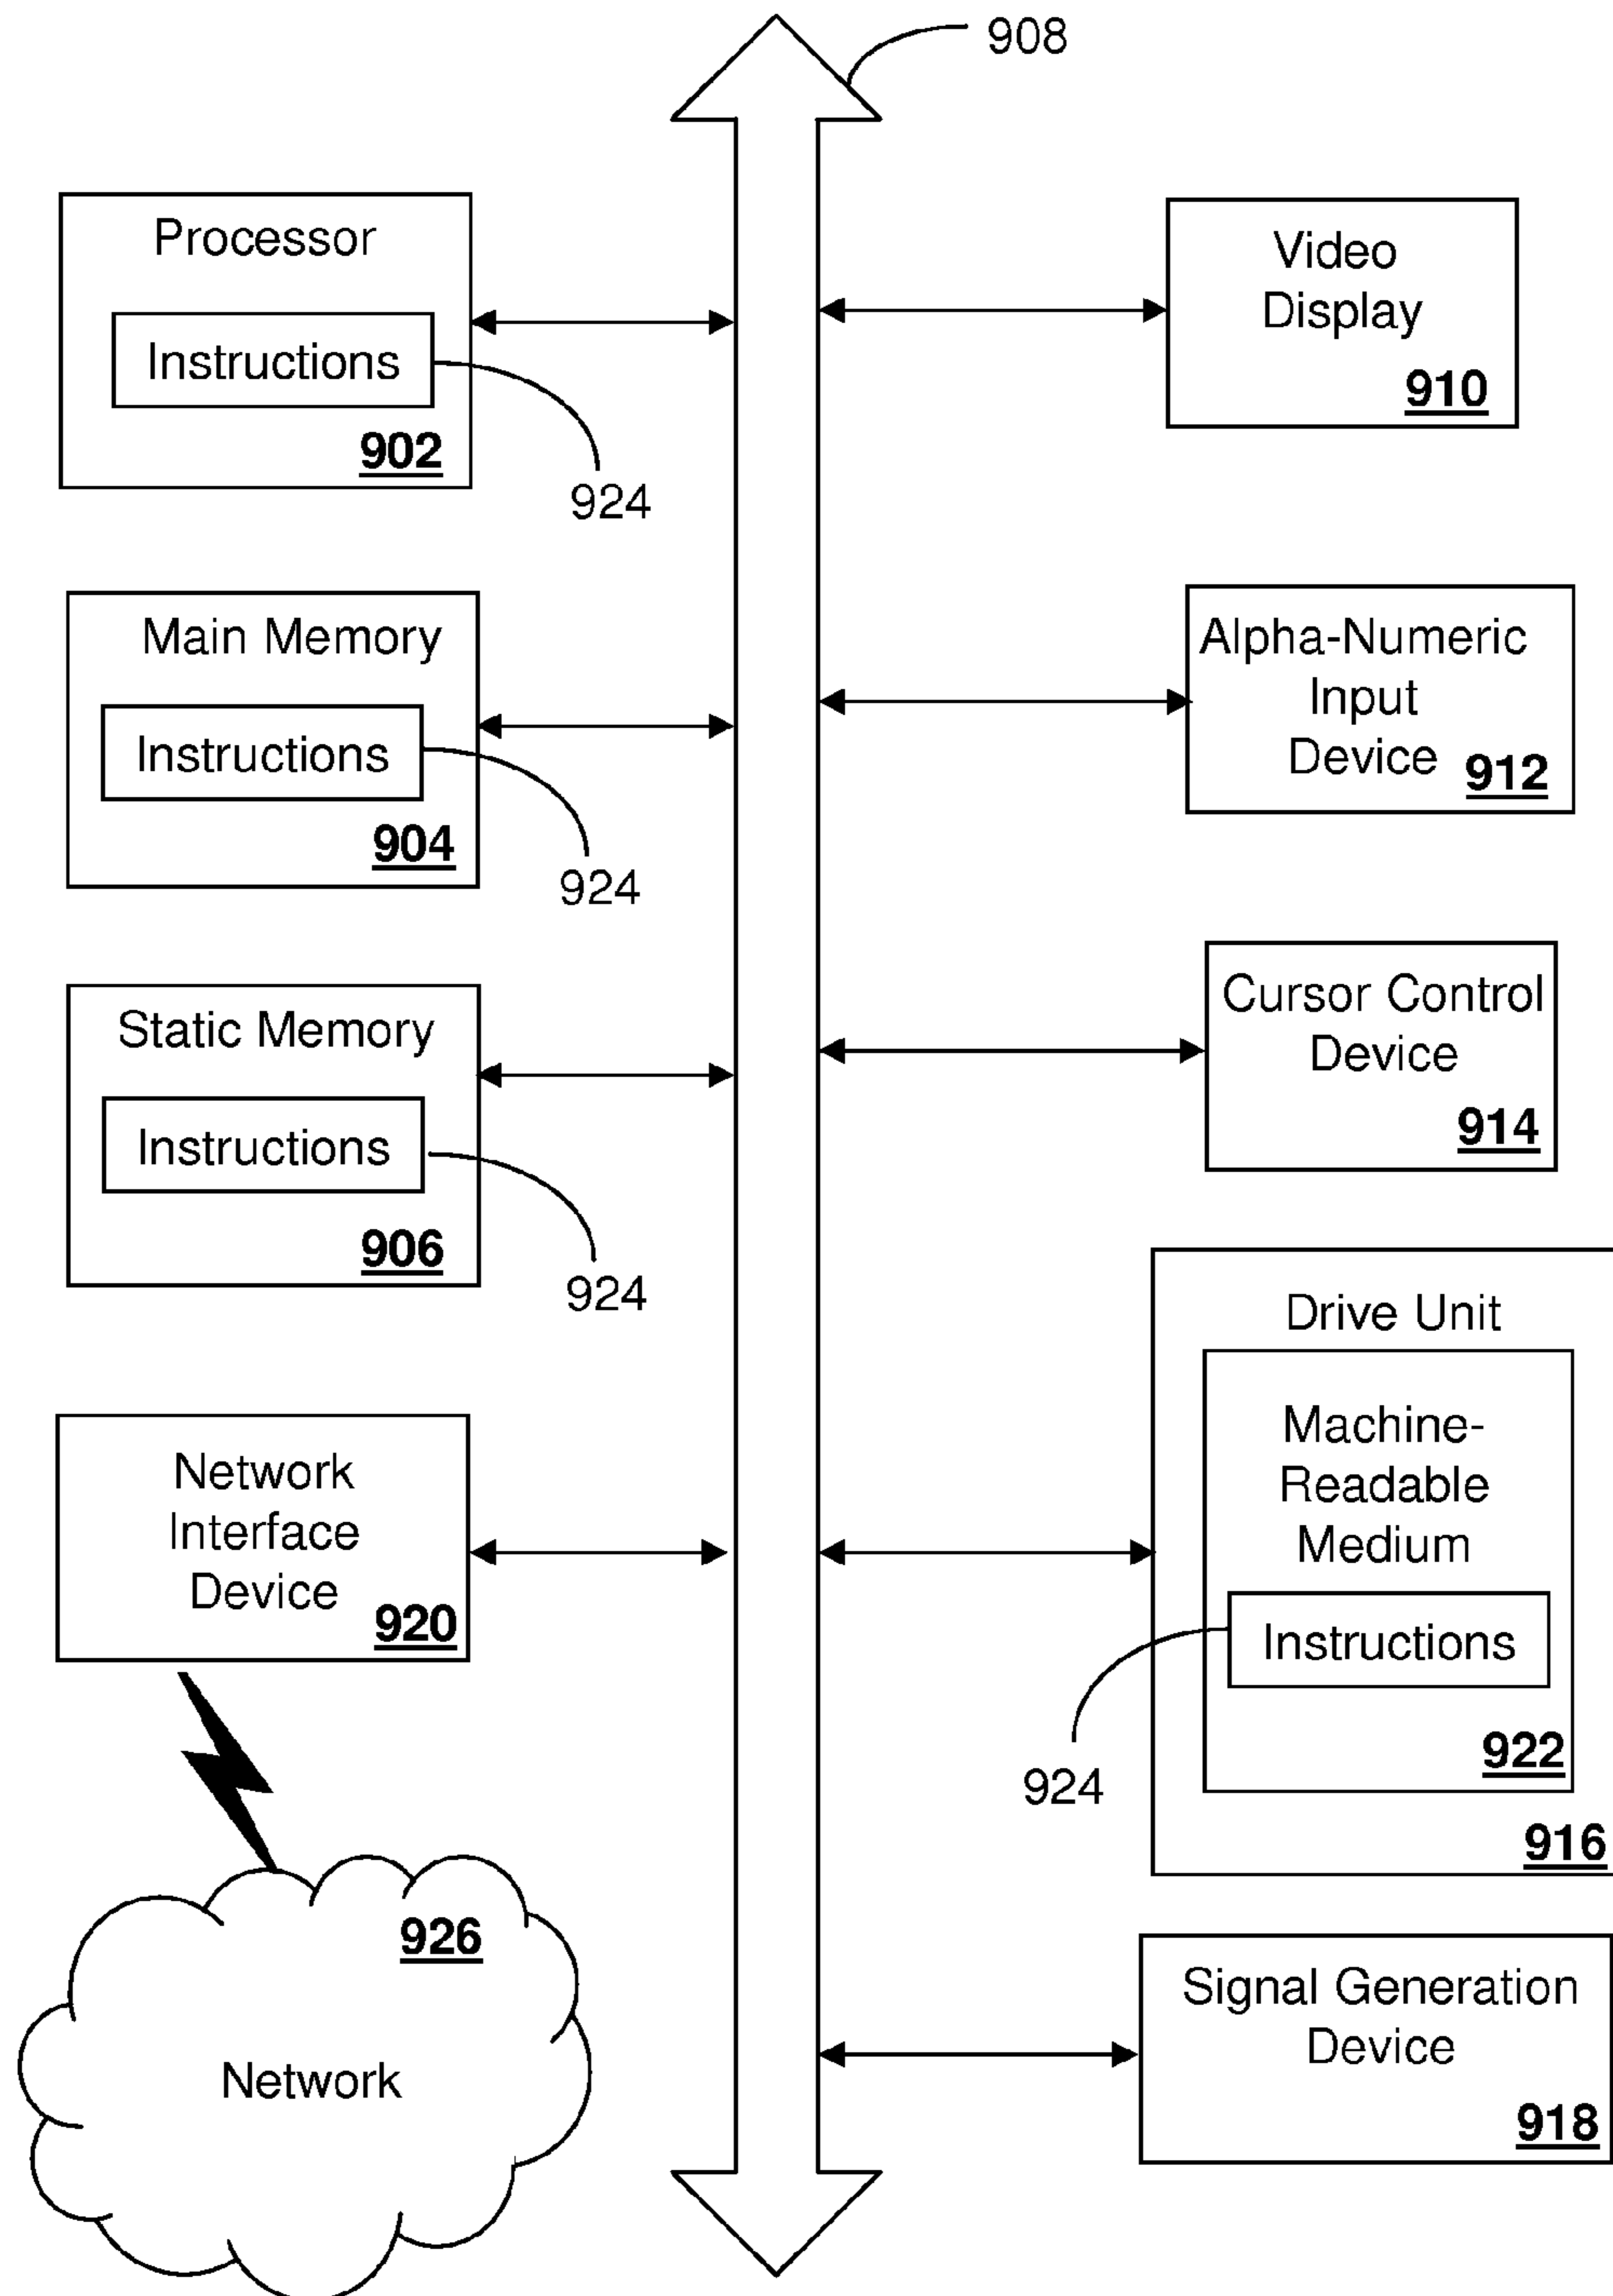 908
Processor
Instructions
902
924
Main Memory
Instructions
904
924
Static Memory
Instructions
906
924
Network
Interface
Device
920
926
Network
Video
Display
910
Alpha-Numeric
Input
Device 912
Cursor Control
Device
914
Drive Unit
Machine-
Readable
Medium
Instructions
922
924
916
Signal Generation
Device
918